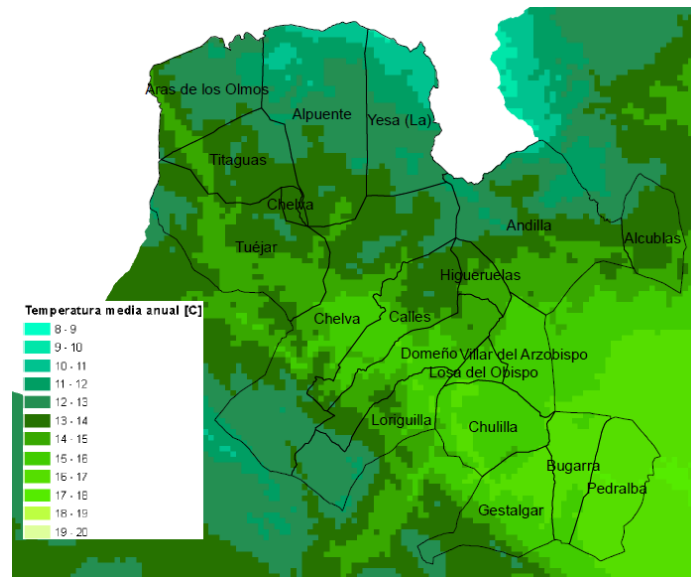 Aras de los Olmos
Alpuente
Yesa (La)
Titaguas
Chelva
Andilla
Alcublas
Tuéjar
Higueruelas
Temperatura media anual [C]
8 - 9
9 - 10
10 - 11
11 - 12
12 - 13
13 - 14
14 - 15
15 - 16
16 - 17
17 - 18
18 - 19
19 - 20
Chelva
Calles
Domeño
Villar del Arzobispo
Losa del Obispo
Loriguilla
Chulilla
Bugarra
Pedralba
Gestalgar